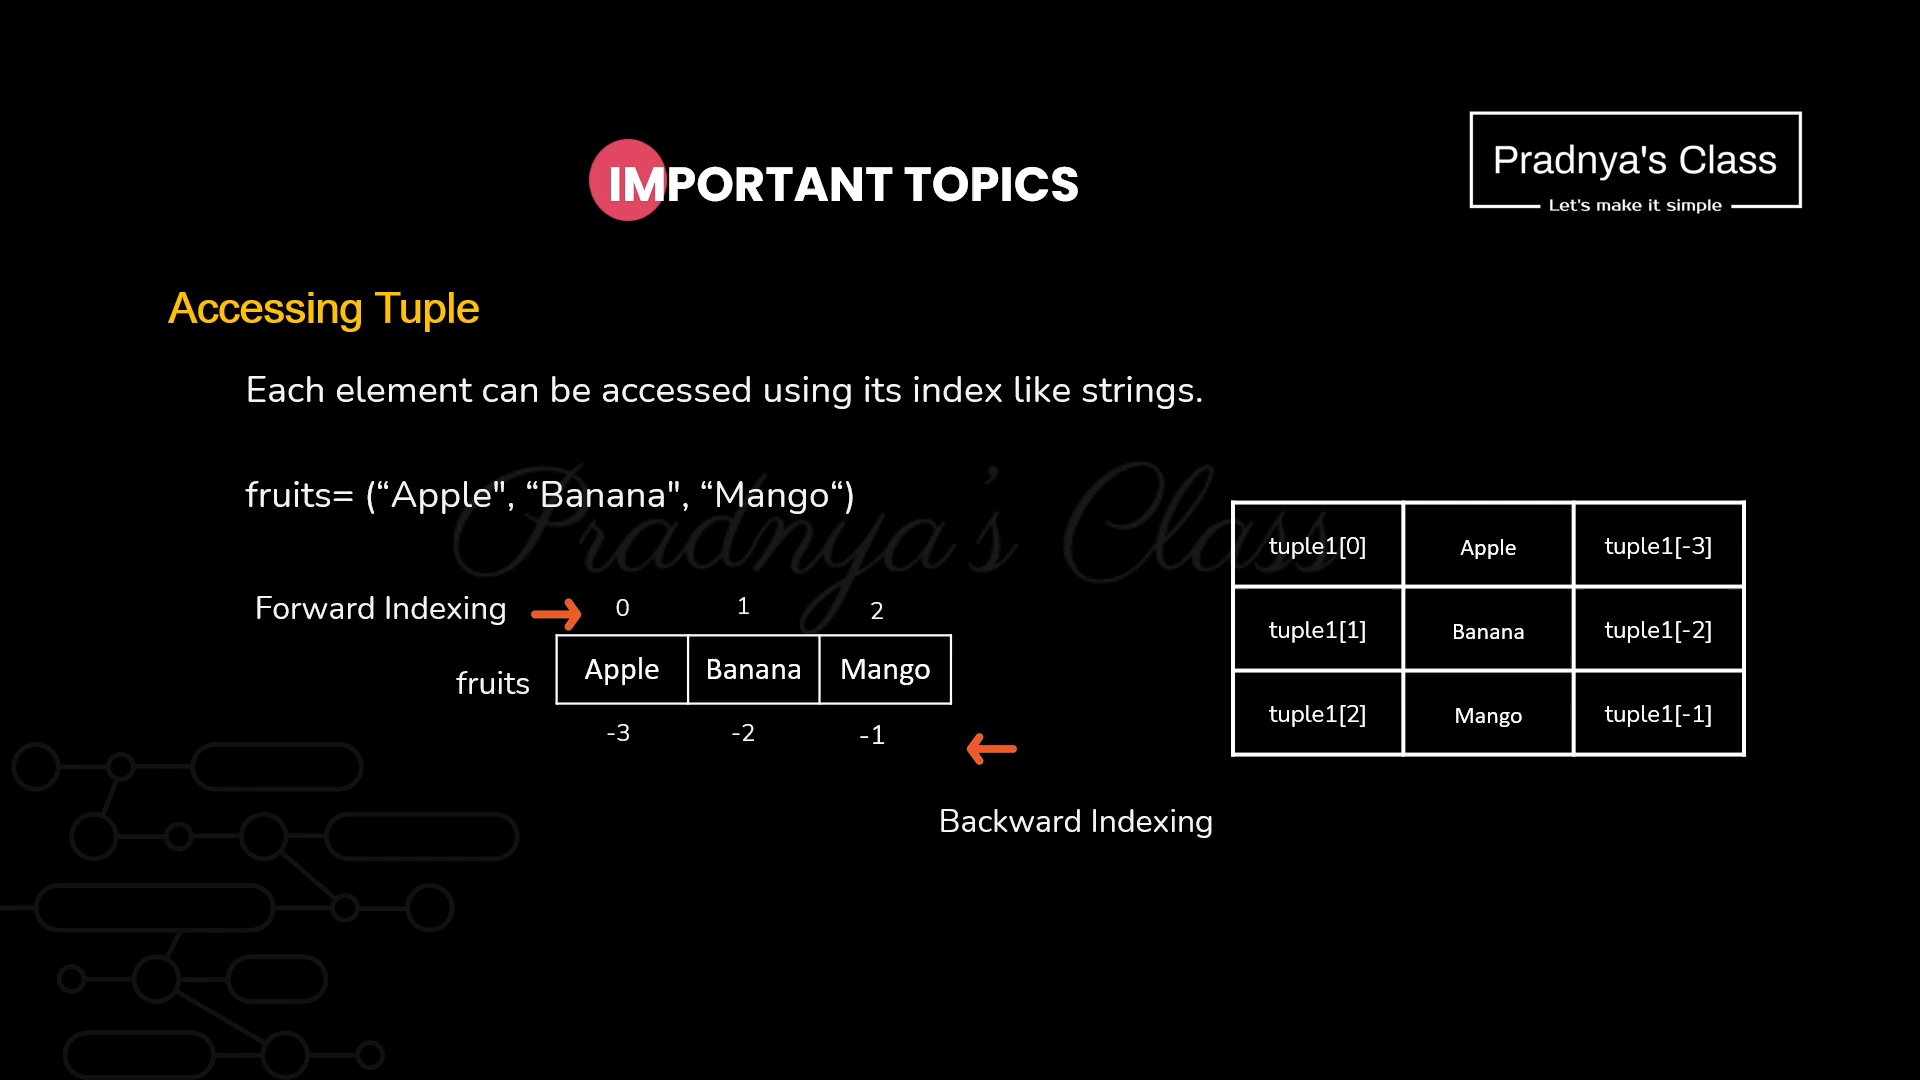 IMPORTANT TOPICS
Pradnya's Class
Let's make it simple
Accessing Tuple
Each element can be accessed using its index like strings.
fruits= (“Apple", “Banana", “Mango“)
Pradnya's Class
Forward Indexing 0 1 2
fruits Apple Banana Mango
-3 -2 -1
Backward Indexing
tuple1[0] Apple tuple1[-3]
tuple1[1] Banana tuple1[-2]
tuple1[2] Mango tuple1[-1]